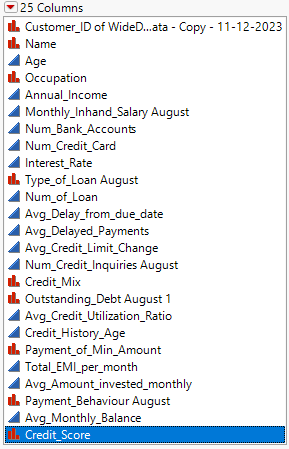 25 Columns
Customer_ID of WideD...ata - Copy - 11-12-2023
Name
Age
Occupation
Annual_Income
Monthly_Inhand_Salary August
Num_Bank_Accounts
Num_Credit_Card
Interest_Rate
Type_of_Loan August
Num_of_Loan
Avg_Delay_from_due_date
Avg_Delayed_Payments
Avg_Credit_Limit_Change
Num_Credit_Inquiries August
Credit_Mix
Outstanding_Debt August 1
Avg_Credit_Utilization_Ratio
Credit_History_Age
Payment_of_Min_Amount
Total_EMI_per_month
Avg_Amount_invested_monthly
Payment_Behaviour August
Avg_Monthly_Balance
Credit_Score